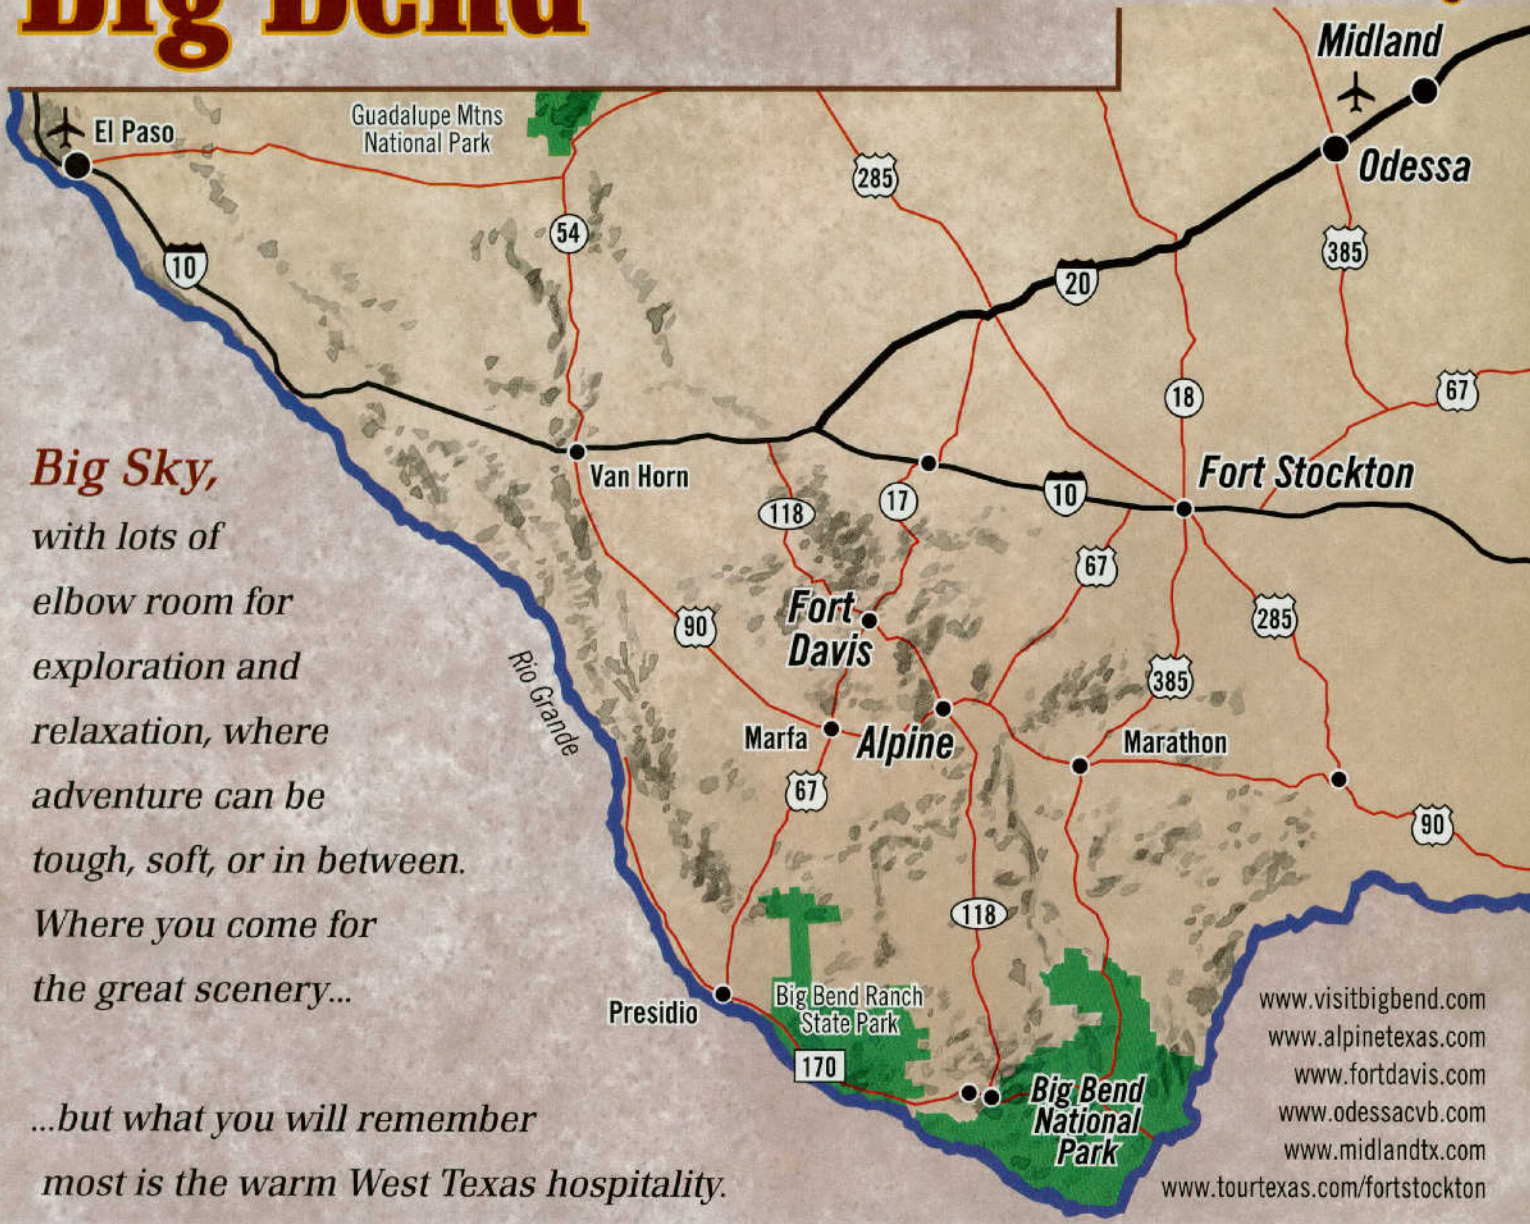 Big Bend
Midland
El Paso
Guadalupe Mtns
National Park
Odessa
285
54
385
10
20
67
18
Big Sky,
with lots of
elbow room for
exploration and
relaxation, where
adventure can be
tough, soft, or in between.
Where you come for
the great scenery...
...but what you will remember
most is the warm West Texas hospitality.
Van Horn
Fort Stockton
118
17
10
67
Fort
Davis
90
285
385
Rio Grande
Marfa
Alpine
Marathon
67
90
118
Presidio
Big Bend Ranch
State Park
170
Big Bend
National
Park
www.visitbigbend.com
www.alpinetexas.com
www.fortdavis.com
www.odessacvb.com
www.midlandtx.com
www.tourtexas.com/fortstockton